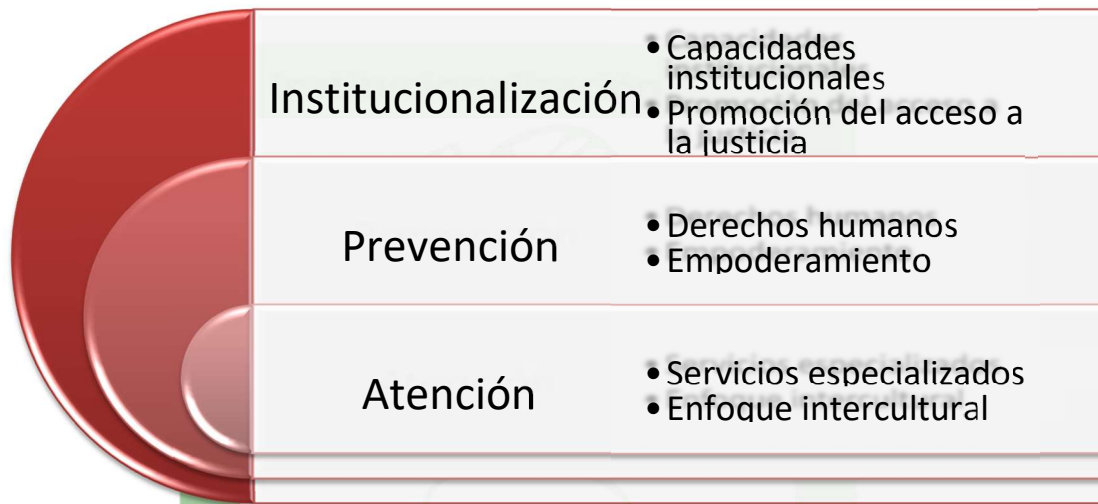 Institucionalización
• Capacidades
institucionales
• Promoción del acceso a
la justicia
Prevención
• Derechos humanos
• Empoderamiento
Atención
• Servicios especializados
• Enfoque intercultural